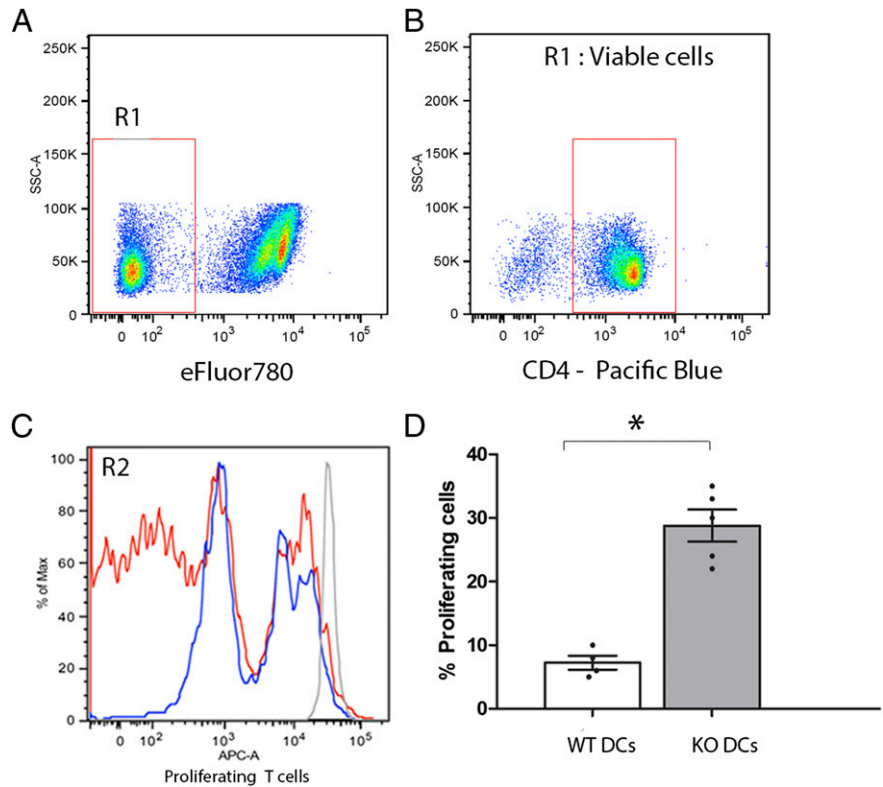 A
250K
200K
150K
100K
50K
0
SSC-A
R1
0 10² 10³ 10⁴ 10⁵
eFluor780
B
250K
200K
150K
100K
50K
0
SSC-A
R1 : Viable cells
0 10² 10³ 10⁴ 10⁵
CD4 - Pacific Blue
C
100
80
60
40
20
0
% of Max
R2
0 10² 10³ 10⁴ 10⁵
APC-A
Proliferating T cells
D
40
30
20
10
0
% Proliferating cells
*
WT DCs KO DCs